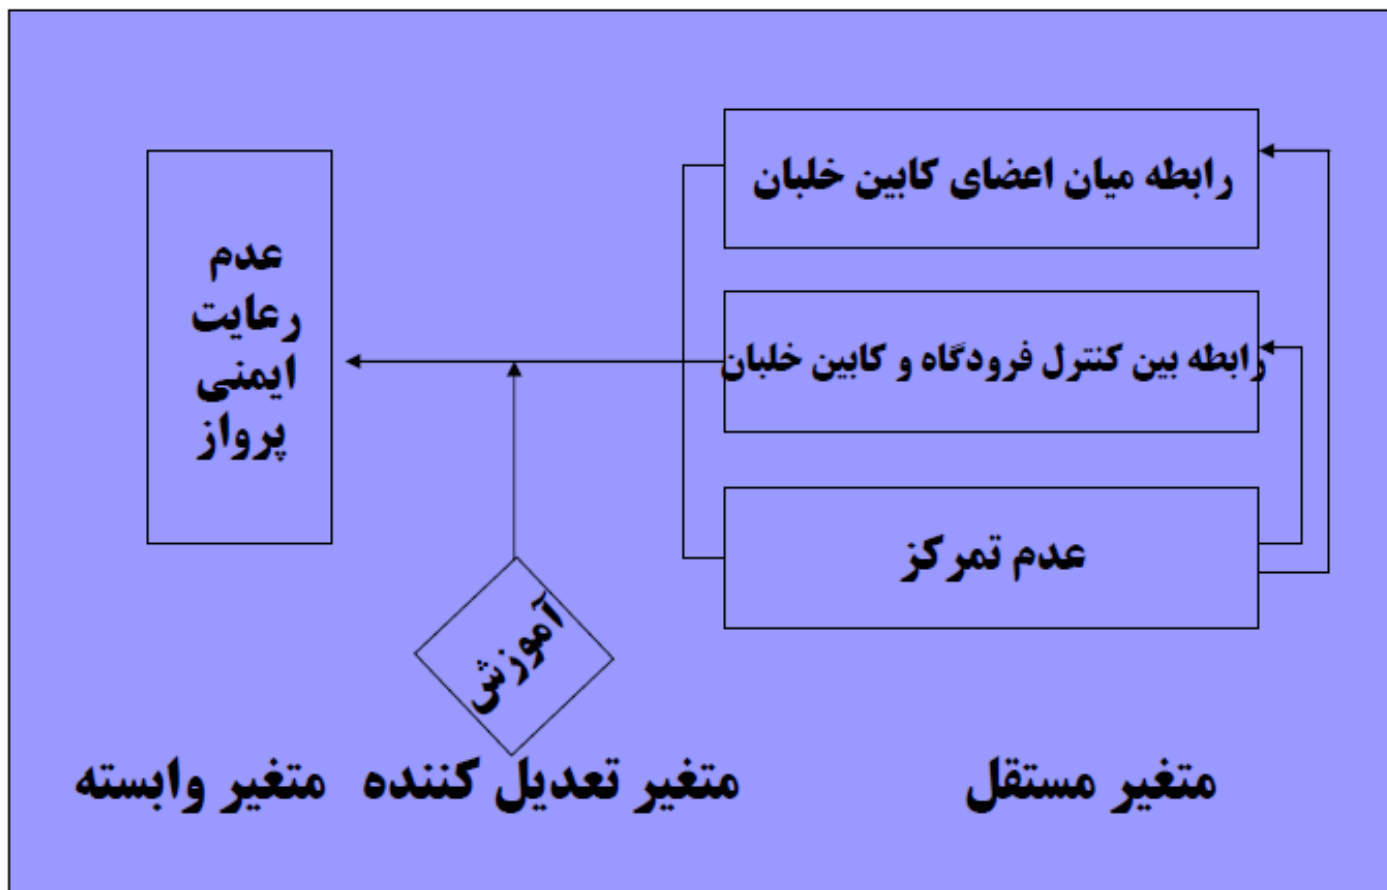 رابطه میان اعضای کابین خلبان
رابطه بین کنترل فرودگاه و کابین خلبان
عدم تمرکز
عدم
رعایت
ایمنی
پرواز
آموزش
متغیر مستقل
متغیر تعدیل کننده
متغیر وابسته